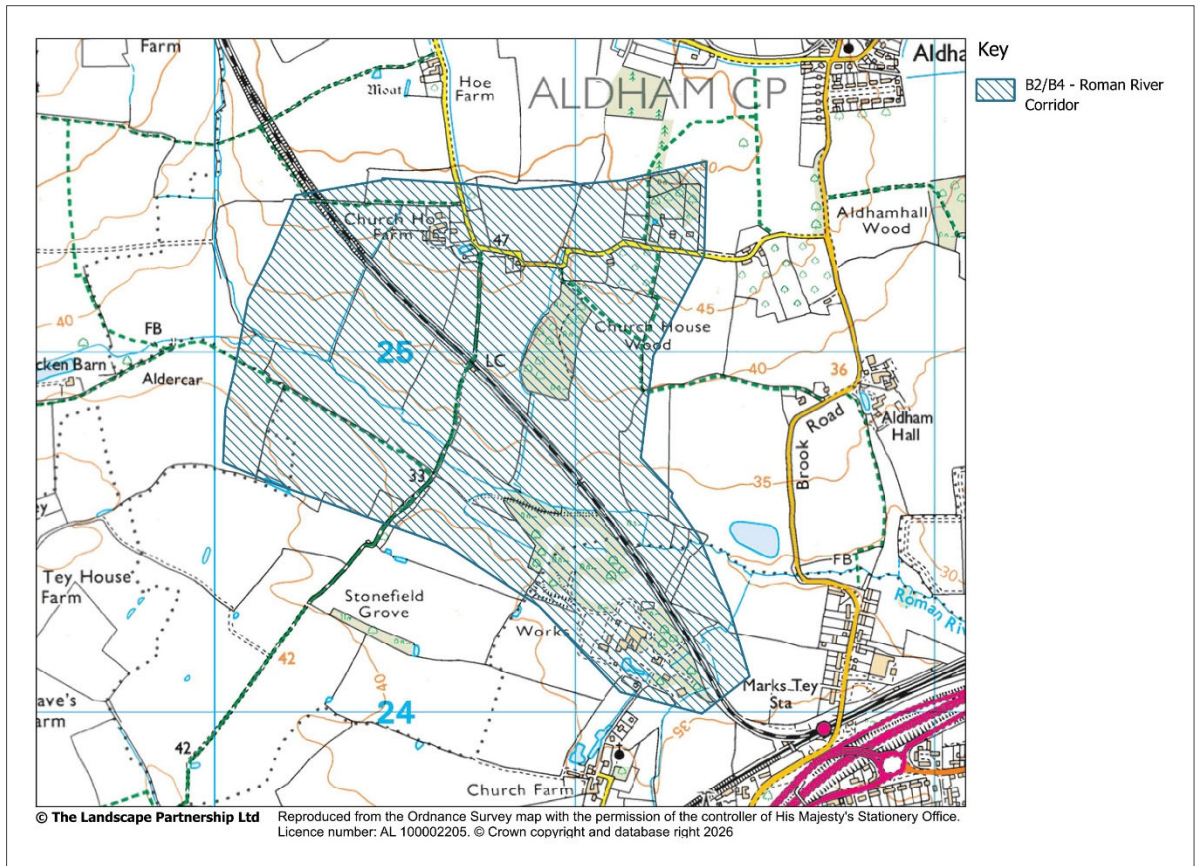 Farm
Aldha
Hoe
Farm
Moat
ALDHAM CP
50
Key
B2/B4 - Roman River
Corridor
Church Ho
Farm
47
Aldhamhall
Wood
45
40
FB
25
Church House
Wood
LC
40
36
cken Barn
Aldercar
Aldham
Hall
Brook Road
33
35
ey
FB
30
Tey House
Farm
Roman Riv
Stonefield
Grove
Works
42
40
Marks Tey
Sta
ave's
arm
24
35
42
Church Farm
© The Landscape Partnership Ltd
Reproduced from the Ordnance Survey map with the permission of the controller of His Majesty's Stationery Office.
Licence number: AL 100002205. © Crown copyright and database right 2026